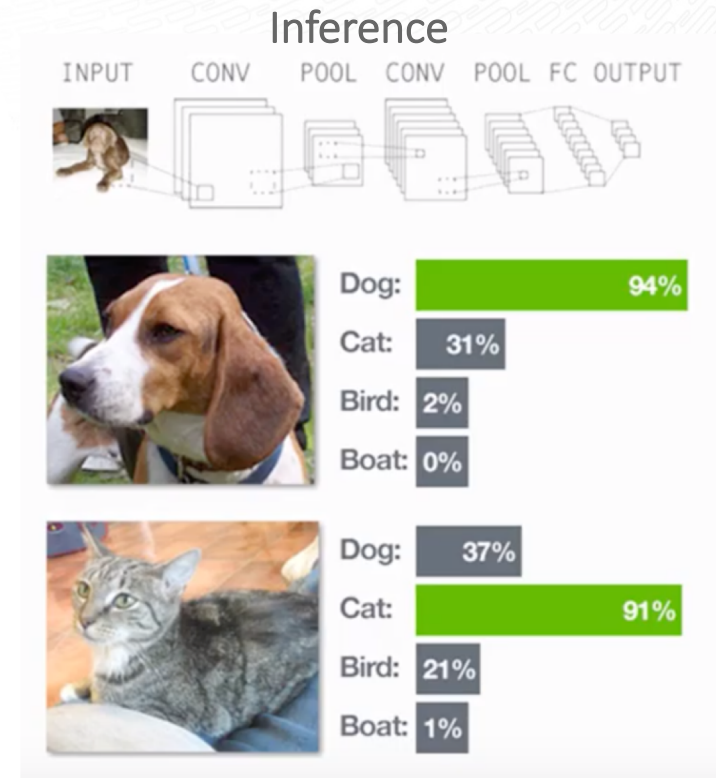 Inference
INPUT CONV POOL CONV POOL FC OUTPUT
Dog: 94%
Cat: 31%
Bird: 2%
Boat: 0%
Dog: 37%
Cat: 91%
Bird: 21%
Boat: 1%